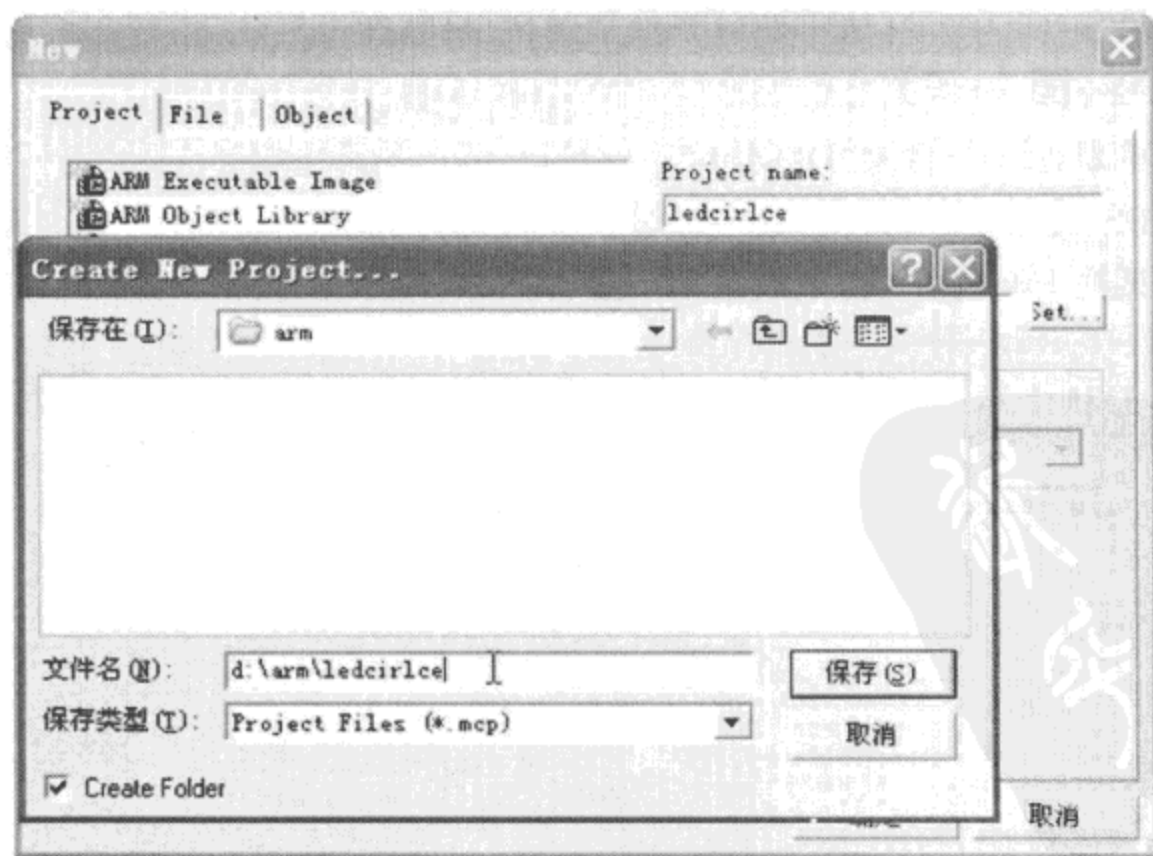 New
Project File Object
ARM Executable Image
ARM Object Library
Project name:
ledcirlce
Set...
Create New Project...
保存在(I):
arm
文件名(N):
d:\arm\ledcirlce
保存(S)
保存类型(T):
Project Files (*.mcp)
取消
Create Folder
取消